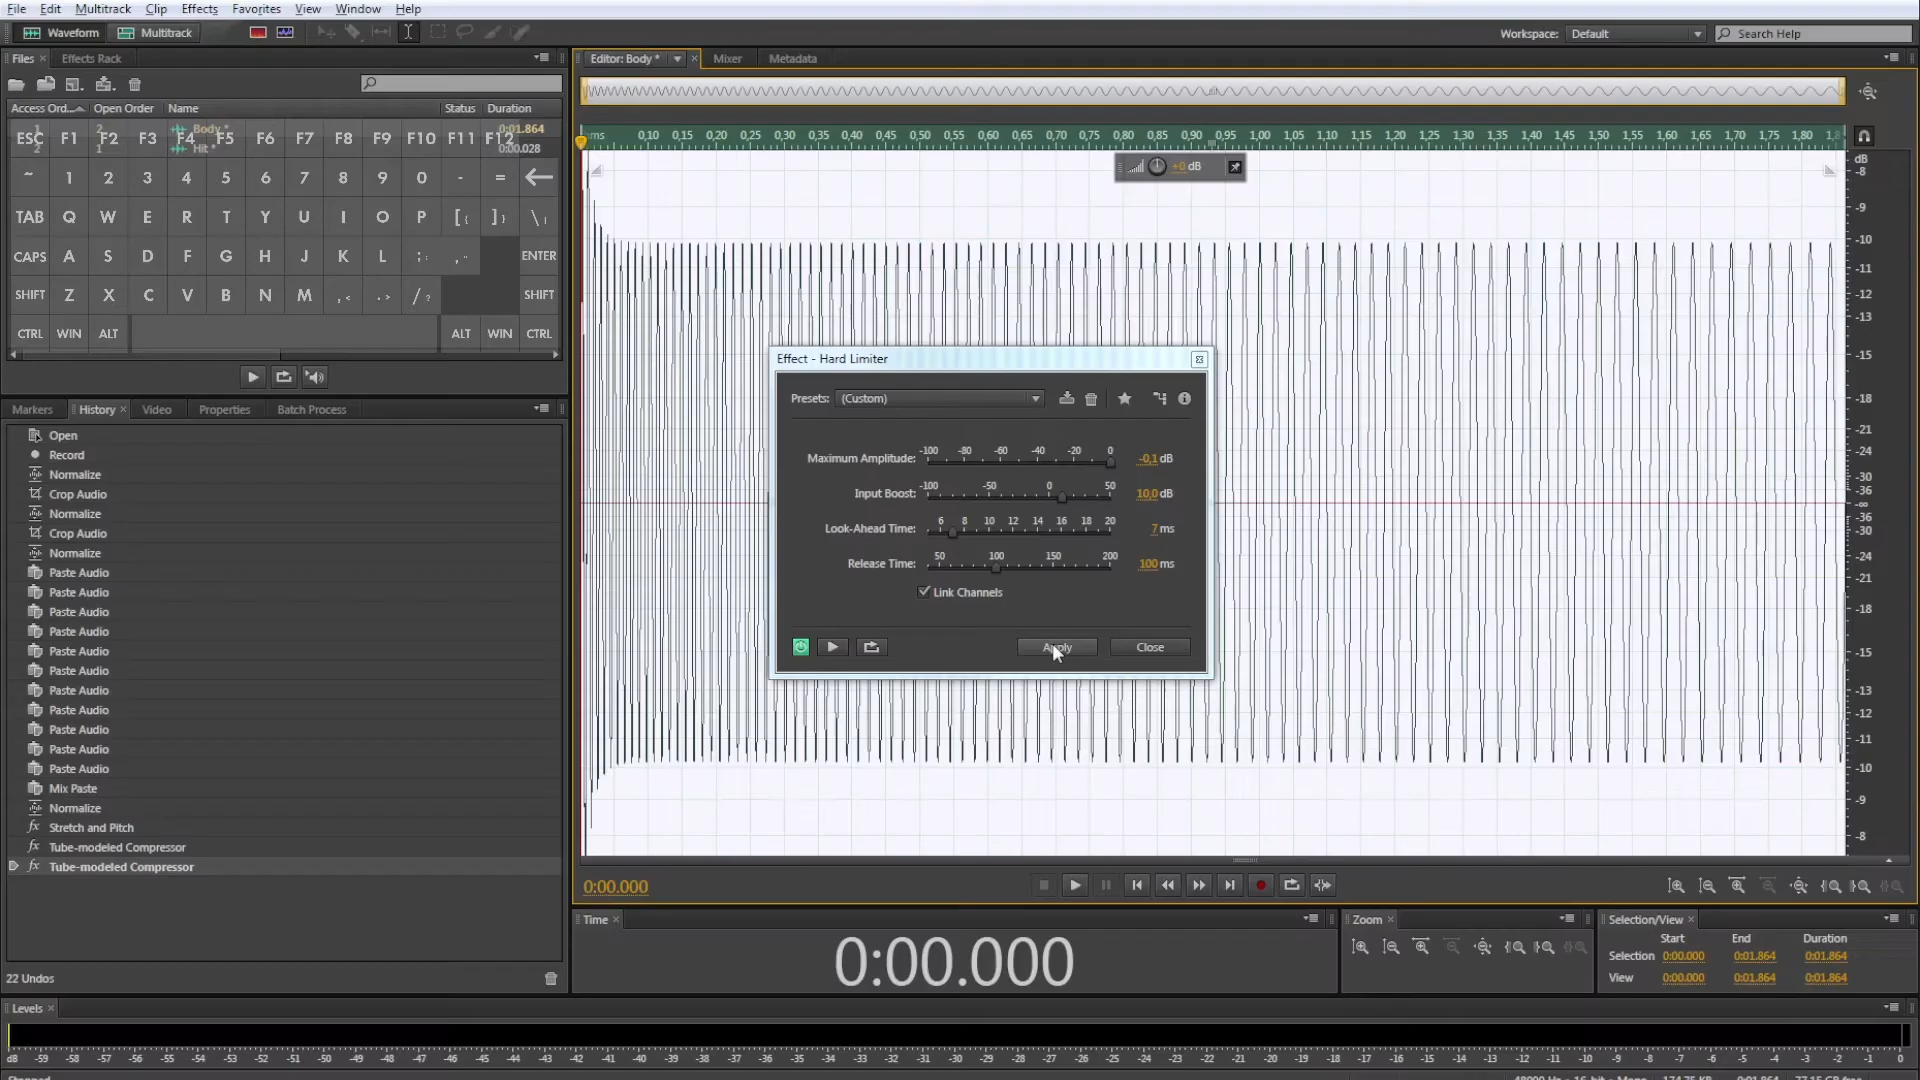 File Edit Multitrack Clip Effects Favorites View Window Help
Waveform Multitrack
Workspace: Default Search Help
Files × Effects Rack
Access Ord... Open Order Name Status Duration
1 2 Body * 0:01.864
2 1 Hit * 0:00.028
ESC F1 F2 F3 F4 F5 F6 F7 F8 F9 F10 F11 F12
~ 1 2 3 4 5 6 7 8 9 0 - =
TAB Q W E R T Y U I O P [ { ] } \ |
CAPS A S D F G H J K L ; : ENTER
SHIFT Z X C V B N M , < . > / ? SHIFT
CTRL WIN ALT ALT WIN CTRL
Markers History × Video Properties Batch Process
Open
Record
Normalize
Crop Audio
Normalize
Crop Audio
Normalize
Paste Audio
Paste Audio
Paste Audio
Paste Audio
Paste Audio
Paste Audio
Paste Audio
Paste Audio
Paste Audio
Paste Audio
Paste Audio
Mix Paste
Normalize
fx Stretch and Pitch
fx Tube-modeled Compressor
fx Tube-modeled Compressor
22 Undos
Editor: Body * × Mixer Metadata
hms 0,10 0,15 0,20 0,25 0,30 0,35 0,40 0,45 0,50 0,55 0,60 0,65 0,70 0,75 0,80 0,85 0,90 0,95 1,00 1,05 1,10 1,15 1,20 1,25 1,30 1,35 1,40 1,45 1,50 1,55 1,60 1,65 1,70 1,75 1,80
+0 dB
dB
-8
-9
-10
-11
-12
-13
-15
-18
-21
-24
-30
-36
-∞
-36
-30
-24
-21
-18
-15
-13
-12
-11
-10
-9
-8
Effect - Hard Limiter
Presets: (Custom)
-100 -80 -60 -40 -20 0
Maximum Amplitude: -0,1 dB
-100 -50 0 50
Input Boost: 10,0 dB
6 8 10 12 14 16 18 20
Look-Ahead Time: 7 ms
50 100 150 200
Release Time: 100 ms
Link Channels
Apply Close
0:00.000
Time ×
0:00.000
Zoom ×
Selection/View ×
Start End Duration
Selection 0:00.000 0:01.864 0:01.864
View 0:00.000 0:01.864 0:01.864
Levels ×
dB -59 -58 -57 -56 -55 -54 -53 -52 -51 -50 -49 -48 -47 -46 -45 -44 -43 -42 -41 -40 -39 -38 -37 -36 -35 -34 -33 -32 -31 -30 -29 -28 -27 -26 -25 -24 -23 -22 -21 -20 -19 -18 -17 -16 -15 -14 -13 -12 -11 -10 -9 -8 -7 -6 -5 -4 -3 -2 -1 0